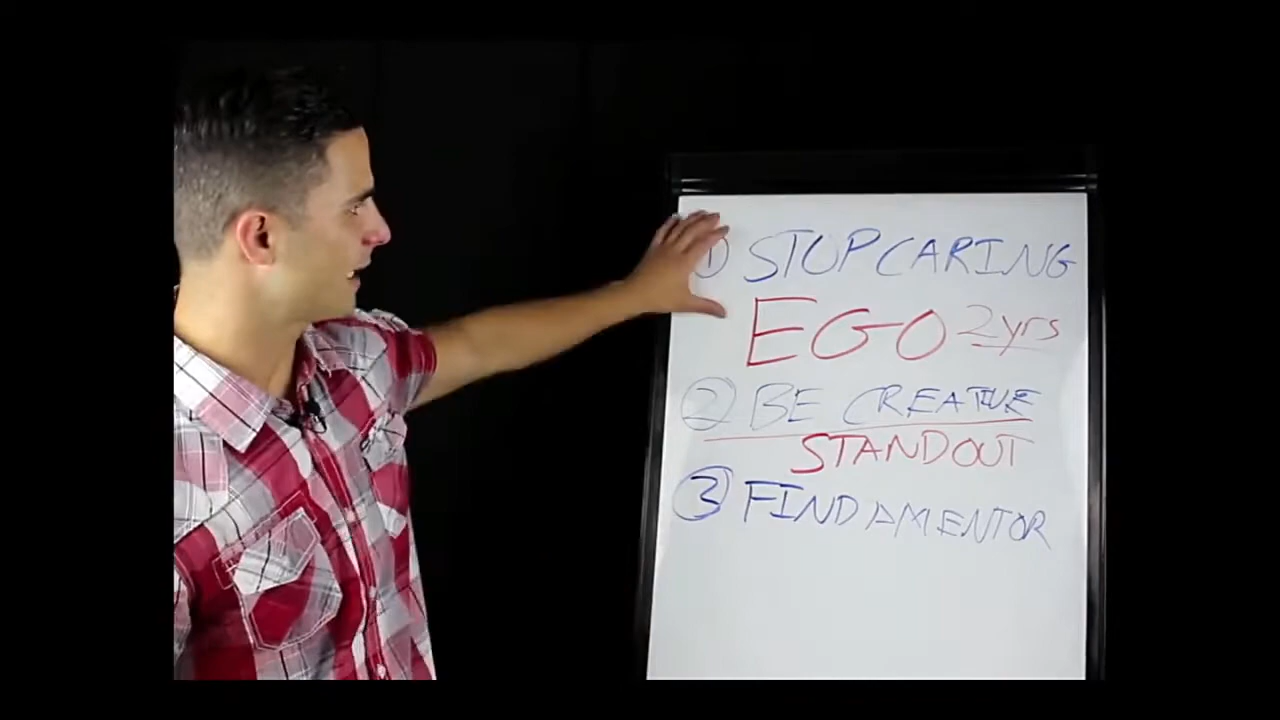 1) STOP CARING
EGO 2yrs
2 BE CREATIVE
STANDOUT
3 FIND A MENTOR